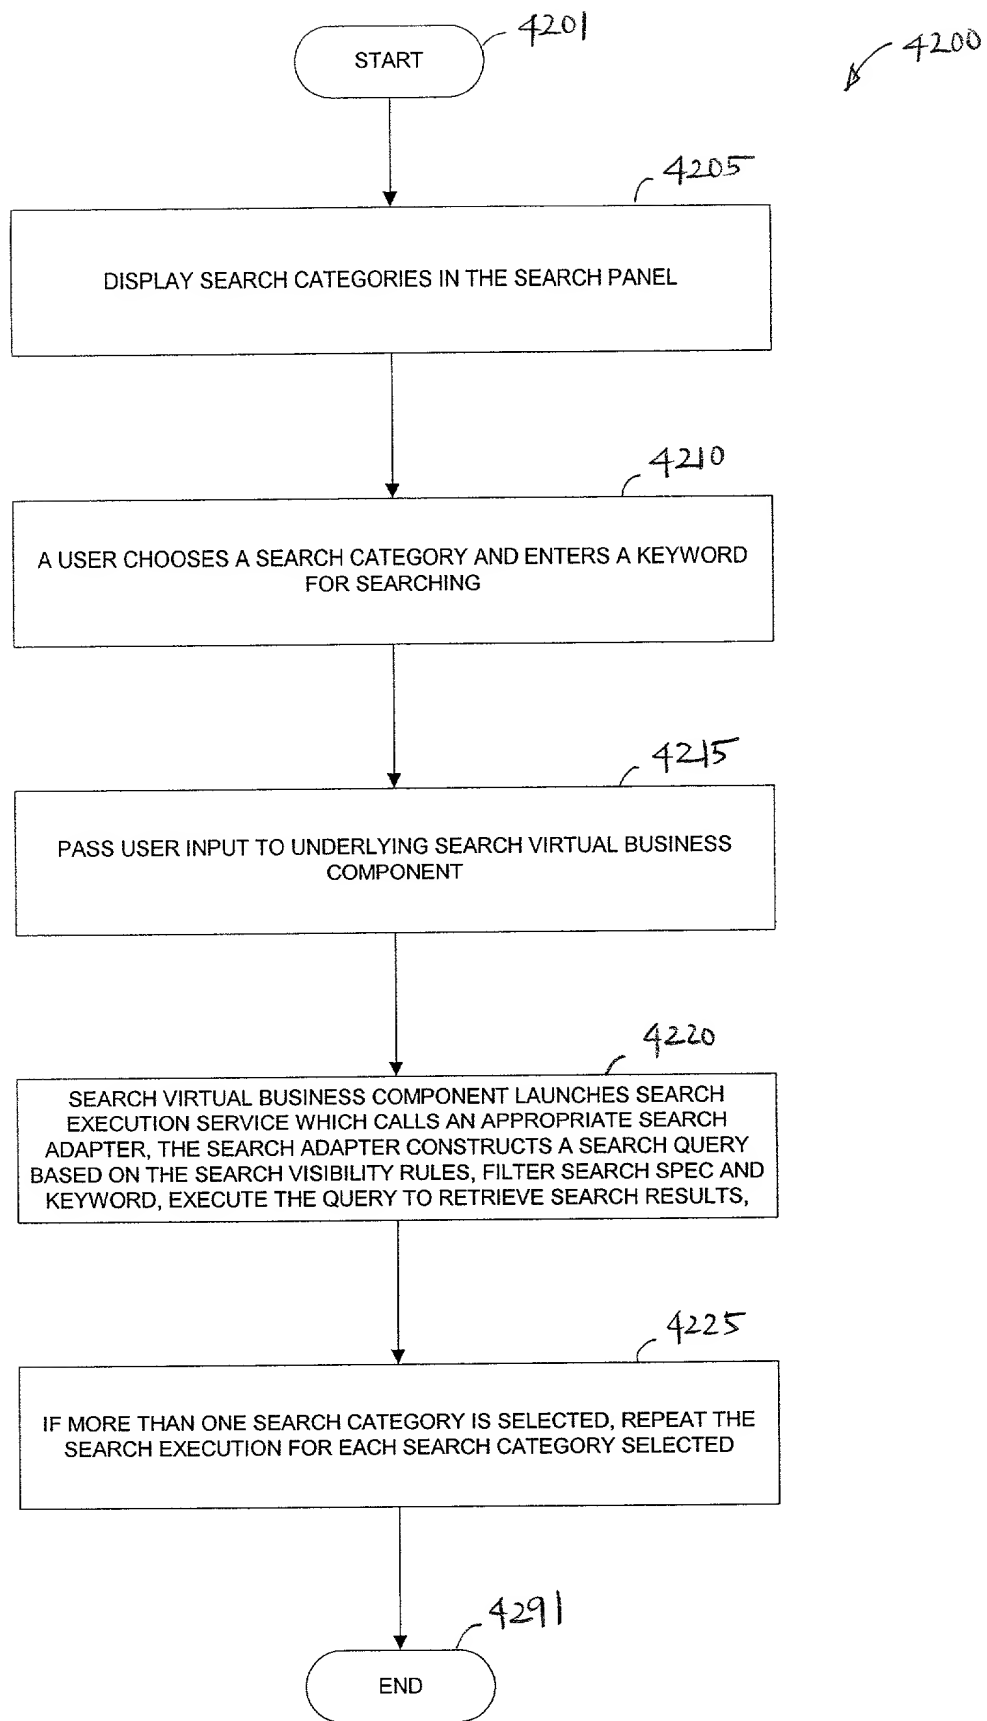 4201
START
4200
4205
DISPLAY SEARCH CATEGORIES IN THE SEARCH PANEL
4210
A USER CHOOSES A SEARCH CATEGORY AND ENTERS A KEYWORD
FOR SEARCHING
4215
PASS USER INPUT TO UNDERLYING SEARCH VIRTUAL BUSINESS
COMPONENT
4220
SEARCH VIRTUAL BUSINESS COMPONENT LAUNCHES SEARCH
EXECUTION SERVICE WHICH CALLS AN APPROPRIATE SEARCH
ADAPTER, THE SEARCH ADAPTER CONSTRUCTS A SEARCH QUERY
BASED ON THE SEARCH VISIBILITY RULES, FILTER SEARCH SPEC AND
KEYWORD, EXECUTE THE QUERY TO RETRIEVE SEARCH RESULTS,
4225
IF MORE THAN ONE SEARCH CATEGORY IS SELECTED, REPEAT THE
SEARCH EXECUTION FOR EACH SEARCH CATEGORY SELECTED
4291
END